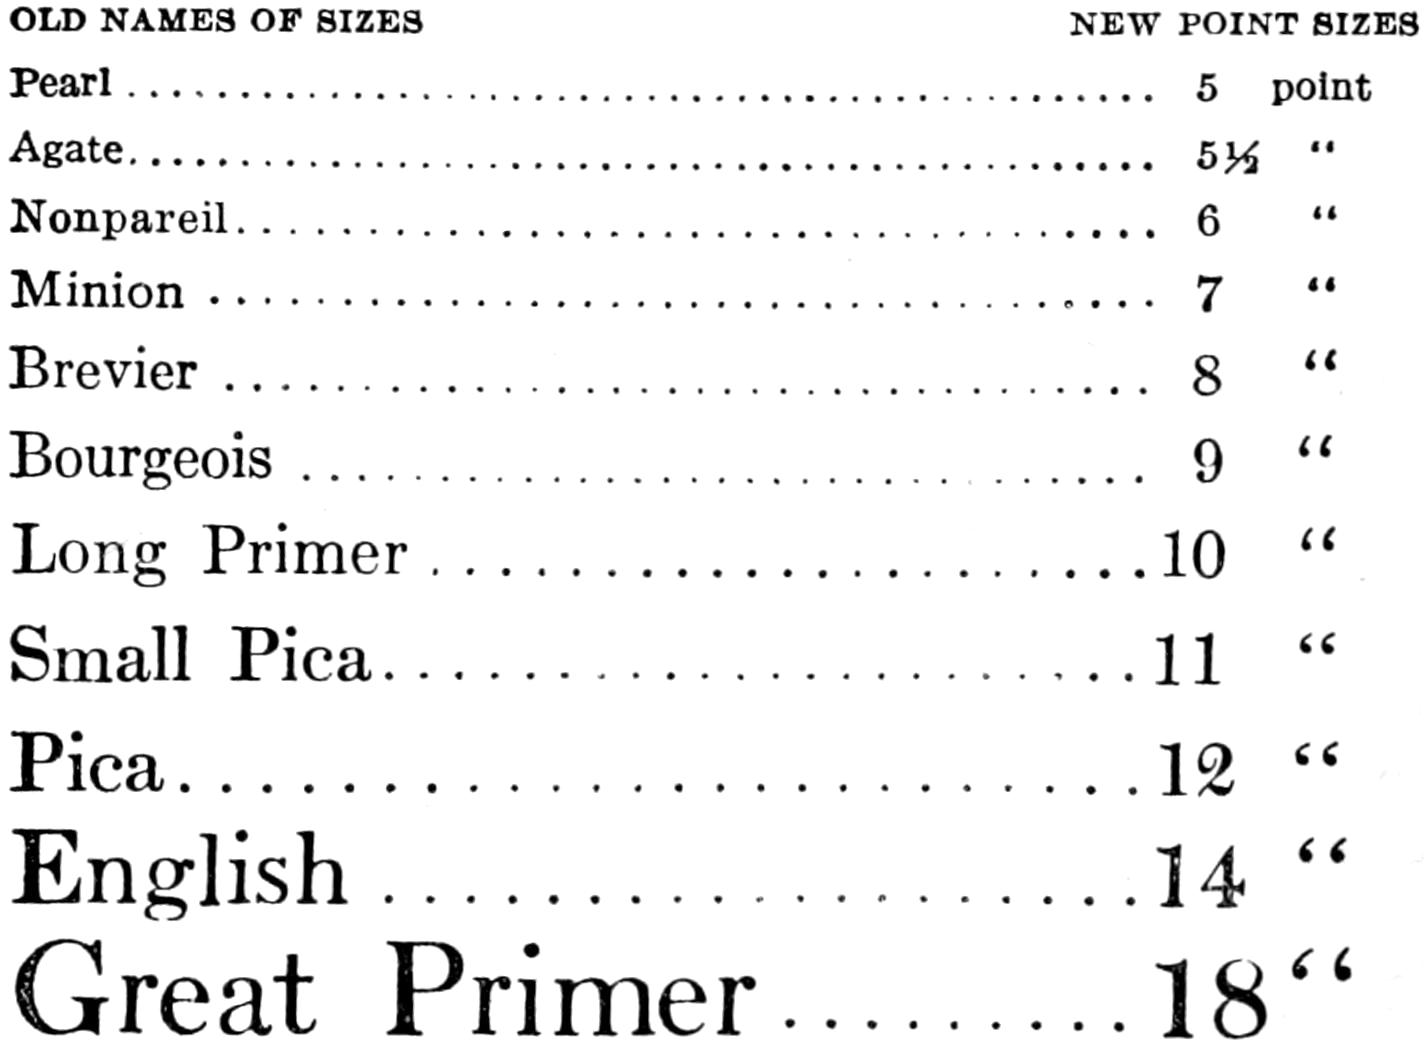 OLD NAMES OF SIZES NEW POINT SIZES
Pearl ........................................ 5 point
Agate........................................ 5½ “
Nonpareil................................... 6 “
Minion .................................... 7 “
Brevier ................................... 8 “
Bourgeois .............................. 9 “
Long Primer .....................10 “
Small Pica......................11 “
Pica.......................12 “
English ...............14 “
Great Primer .........18 “